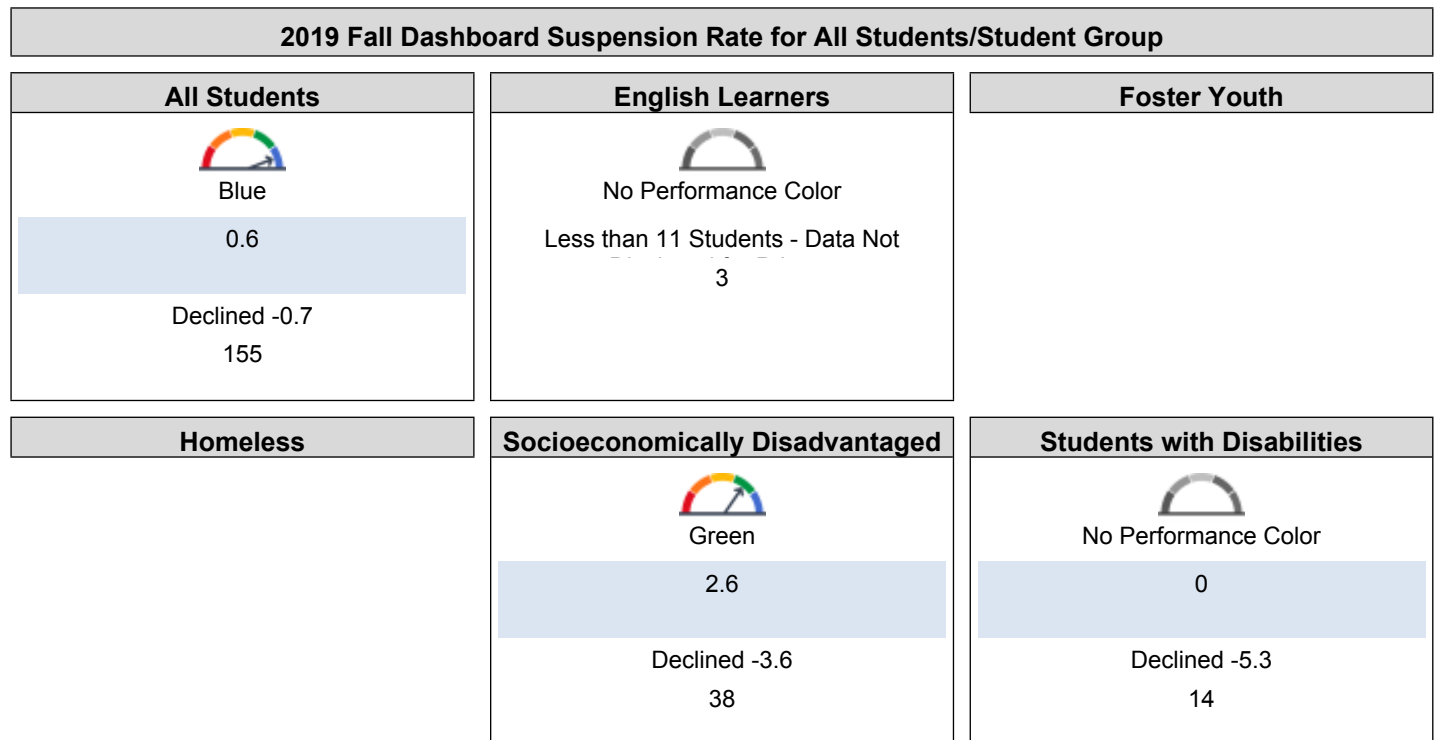 2019 Fall Dashboard Suspension Rate for All Students/Student Group
All Students
Blue
0.6
Declined -0.7
155
English Learners
No Performance Color
Less than 11 Students - Data Not
3
Foster Youth
Homeless
Socioeconomically Disadvantaged
Green
2.6
Declined -3.6
38
Students with Disabilities
No Performance Color
0
Declined -5.3
14